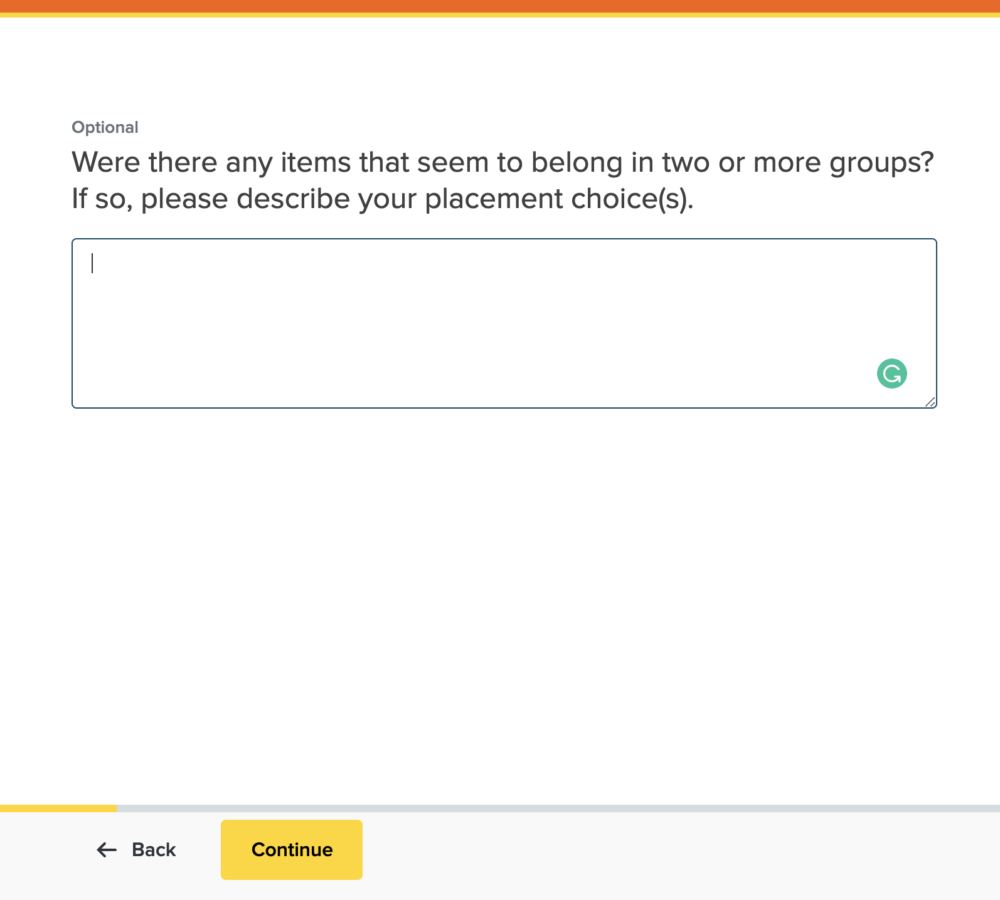 Optional
Were there any items that seem to belong in two or more groups?
If so, please describe your placement choice(s).
Back
Continue